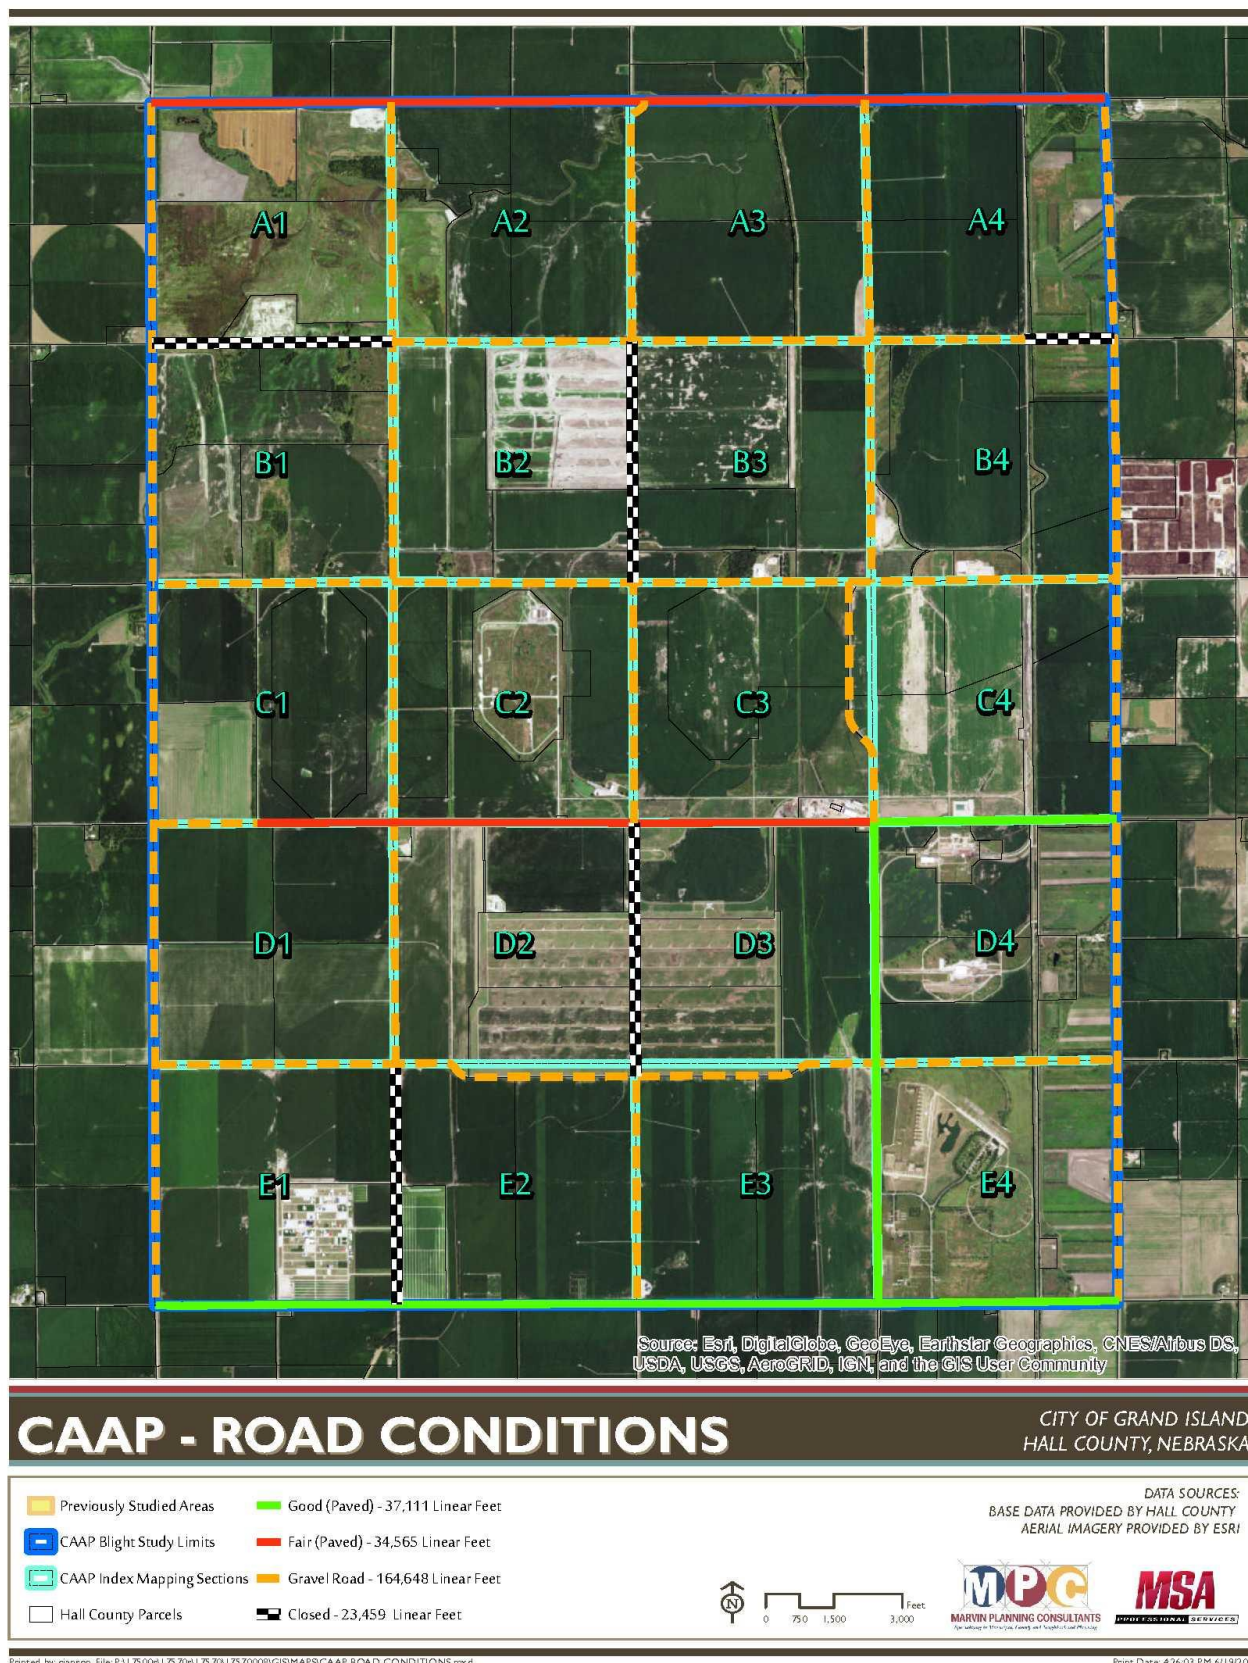 A1
A2
A3
A4
B1
B2
B3
B4
C1
C2
C3
C4
D1
D2
D3
D4
E1
E2
E3
E4
Source: Esri, DigitalGlobe, GeoEye, Earthstar Geographics, CNES/Airbus DS,
USDA, USGS, AeroGRID, IGN, and the GIS User Community
CAAP - ROAD CONDITIONS
CITY OF GRAND ISLAND
HALL COUNTY, NEBRASKA
Previously Studied Areas
CAAP Blight Study Limits
CAAP Index Mapping Sections
Hall County Parcels
Good (Paved) - 37,111 Linear Feet
Fair (Paved) - 34,565 Linear Feet
Gravel Road - 164,648 Linear Feet
Closed - 23,459 Linear Feet
DATA SOURCES:
BASE DATA PROVIDED BY HALL COUNTY
AERIAL IMAGERY PROVIDED BY ESRI
N
Feet
0 750 1,500 3,000
MPC
MARVIN PLANNING CONSULTANTS
MSA
PROFESSIONAL SERVICES